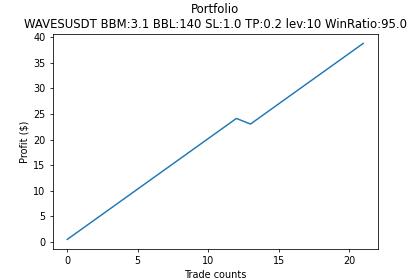 Portfolio
WAVESUSDT BBM:3.1 BBL:140 SL:1.0 TP:0.2 lev:10 WinRatio:95.0
40
35
30
25
20
15
10
5
0
Profit ($)
0 5 10 15 20
Trade counts